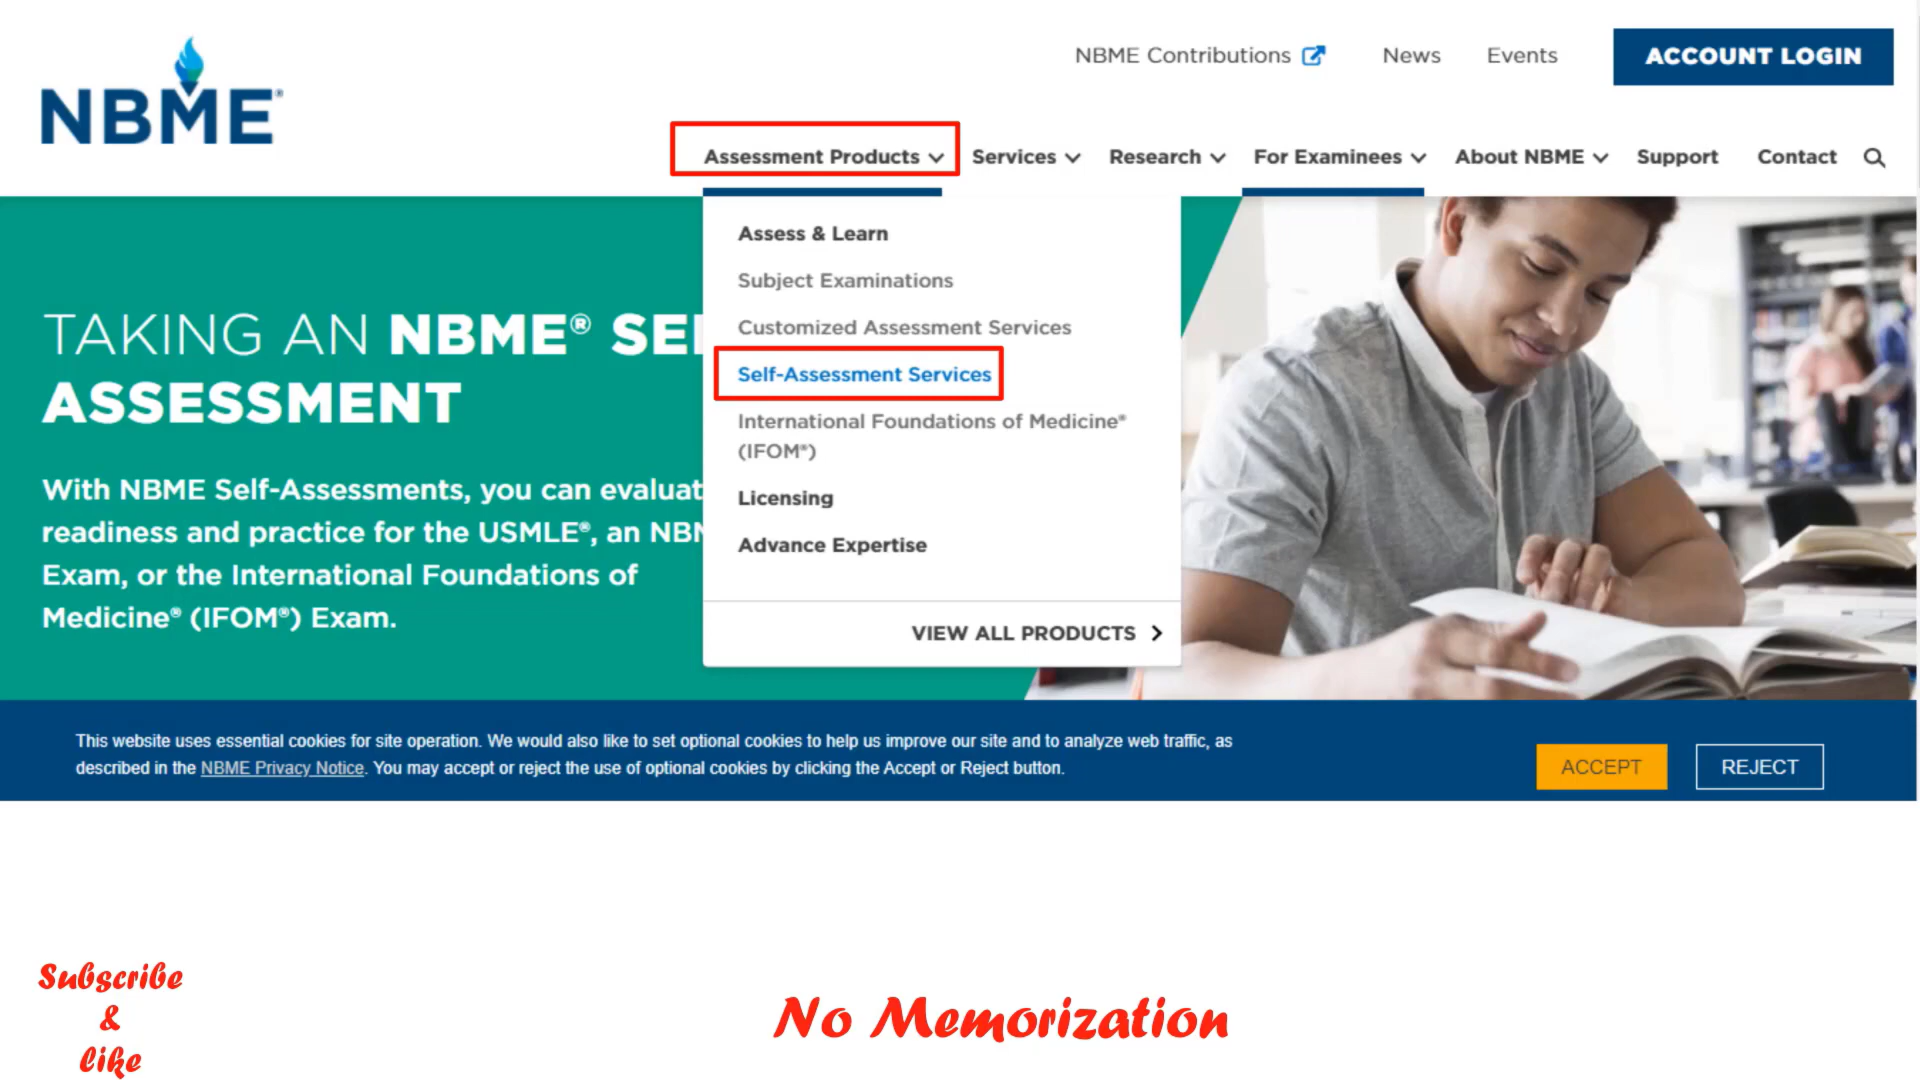 NBME®
NBME Contributions
News
Events
ACCOUNT LOGIN
Assessment Products
Services
Research
For Examinees
About NBME
Support
Contact
Assess & Learn
Subject Examinations
Customized Assessment Services
Self-Assessment Services
International Foundations of Medicine®
(IFOM®)
Licensing
Advance Expertise
VIEW ALL PRODUCTS
TAKING AN NBME®
ASSESSMENT
With NBME Self-Assessments, you can
readiness and practice for the USMLE®, an
Exam, or the International Foundations of
Medicine® (IFOM®) Exam.
This website uses essential cookies for site operation. We would also like to set optional cookies to help us improve our site and to analyze web traffic, as
described in the NBME Privacy Notice. You may accept or reject the use of optional cookies by clicking the Accept or Reject button.
ACCEPT
REJECT
Subscribe
&
like
No Memorization